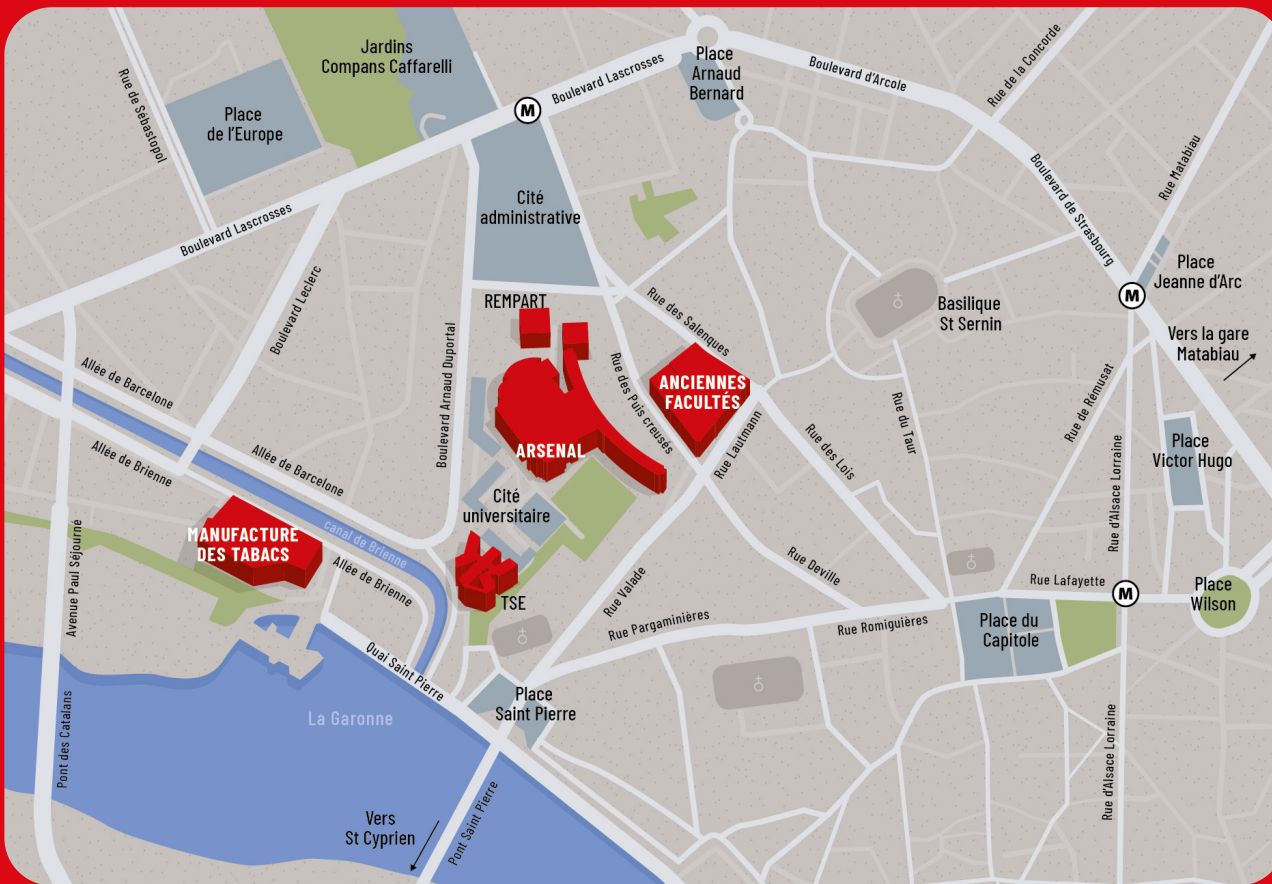 Jardins
Compans Caffarelli
Place
Arnaud
Bernard
Boulevard Lascrosses
Boulevard d'Arcole
Rue de la Concorde
Rue de Sébastopol
Place
de l'Europe
M
Cité
administrative
Boulevard de Strasbourg
Rue Matabiau
Boulevard Lascrosses
Boulevard Leclerc
REMPART
Rue des Salenques
Basilique
St Sernin
M
Place
Jeanne d'Arc
Vers la gare
Matabiau
Allée de Barcelone
Boulevard Arnaud Duportal
Rue des Puis creusés
ANCIENNES
FACULTÉS
Rue du Taur
Rue de Rémusat
Allée de Brienne
Allée de Barcelone
ARSENAL
Rue Lautmann
Rue des Lois
Rue d'Alsace Lorraine
Place
Victor Hugo
MANUFACTURE
DES TABACS
canal de Brienne
Cité
universitaire
Avenue Paul Séjourné
Allée de Brienne
TSE
Rue Valade
Rue Deville
Rue Lafayette
M
Place
Wilson
Rue Pargaminières
Rue Romiguières
Place du
Capitole
Quai Saint Pierre
La Garonne
Place
Saint Pierre
Pont des Catalans
Rue d'Alsace Lorraine
Vers
St Cyprien
Pont Saint Pierre